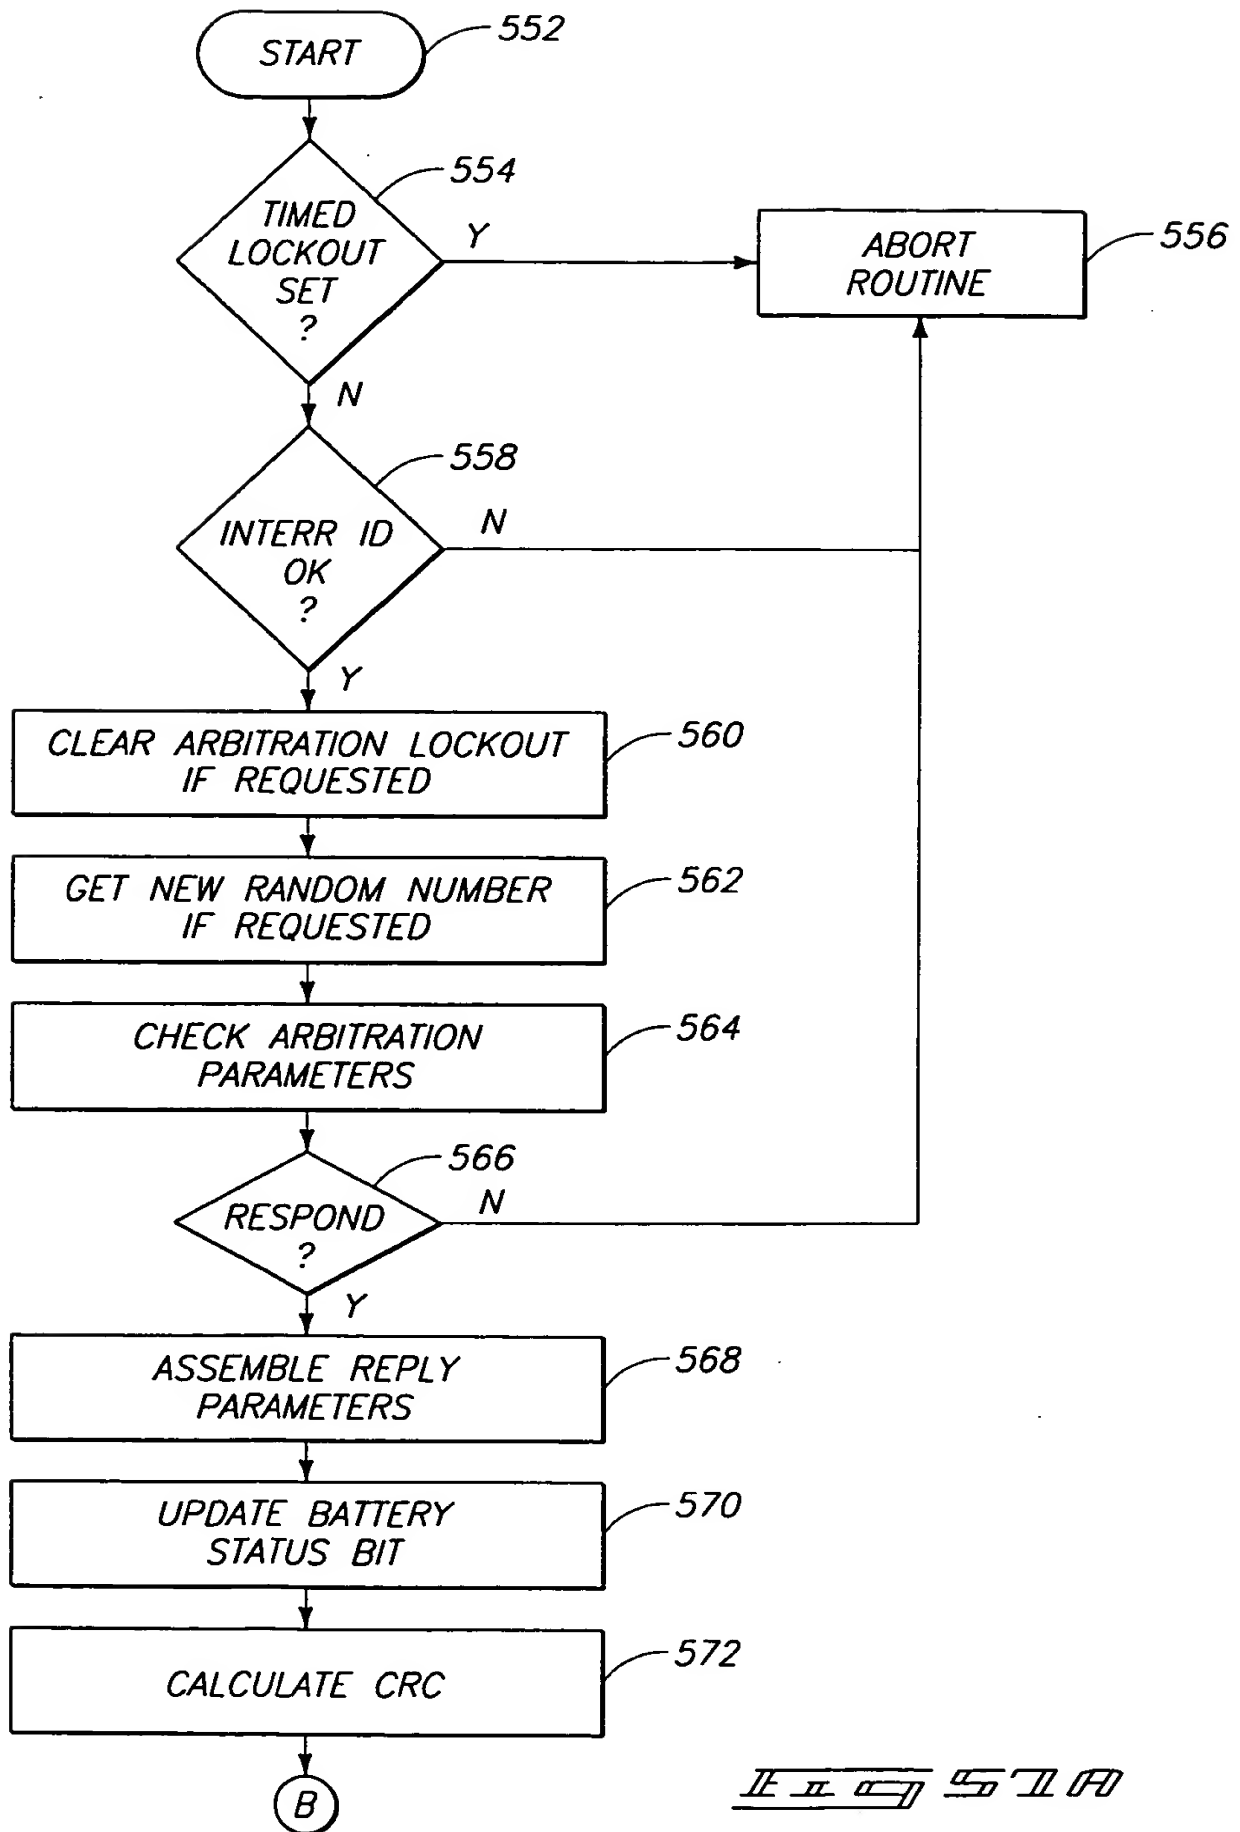 START
552
554
TIMED
LOCKOUT
SET
?
Y
ABORT
ROUTINE
556
N
558
INTERR ID
OK
?
N
Y
CLEAR ARBITRATION LOCKOUT
IF REQUESTED
560
GET NEW RANDOM NUMBER
IF REQUESTED
562
CHECK ARBITRATION
PARAMETERS
564
566
RESPOND
?
N
Y
ASSEMBLE REPLY
PARAMETERS
568
UPDATE BATTERY
STATUS BIT
570
CALCULATE CRC
572
B
FIG 57A